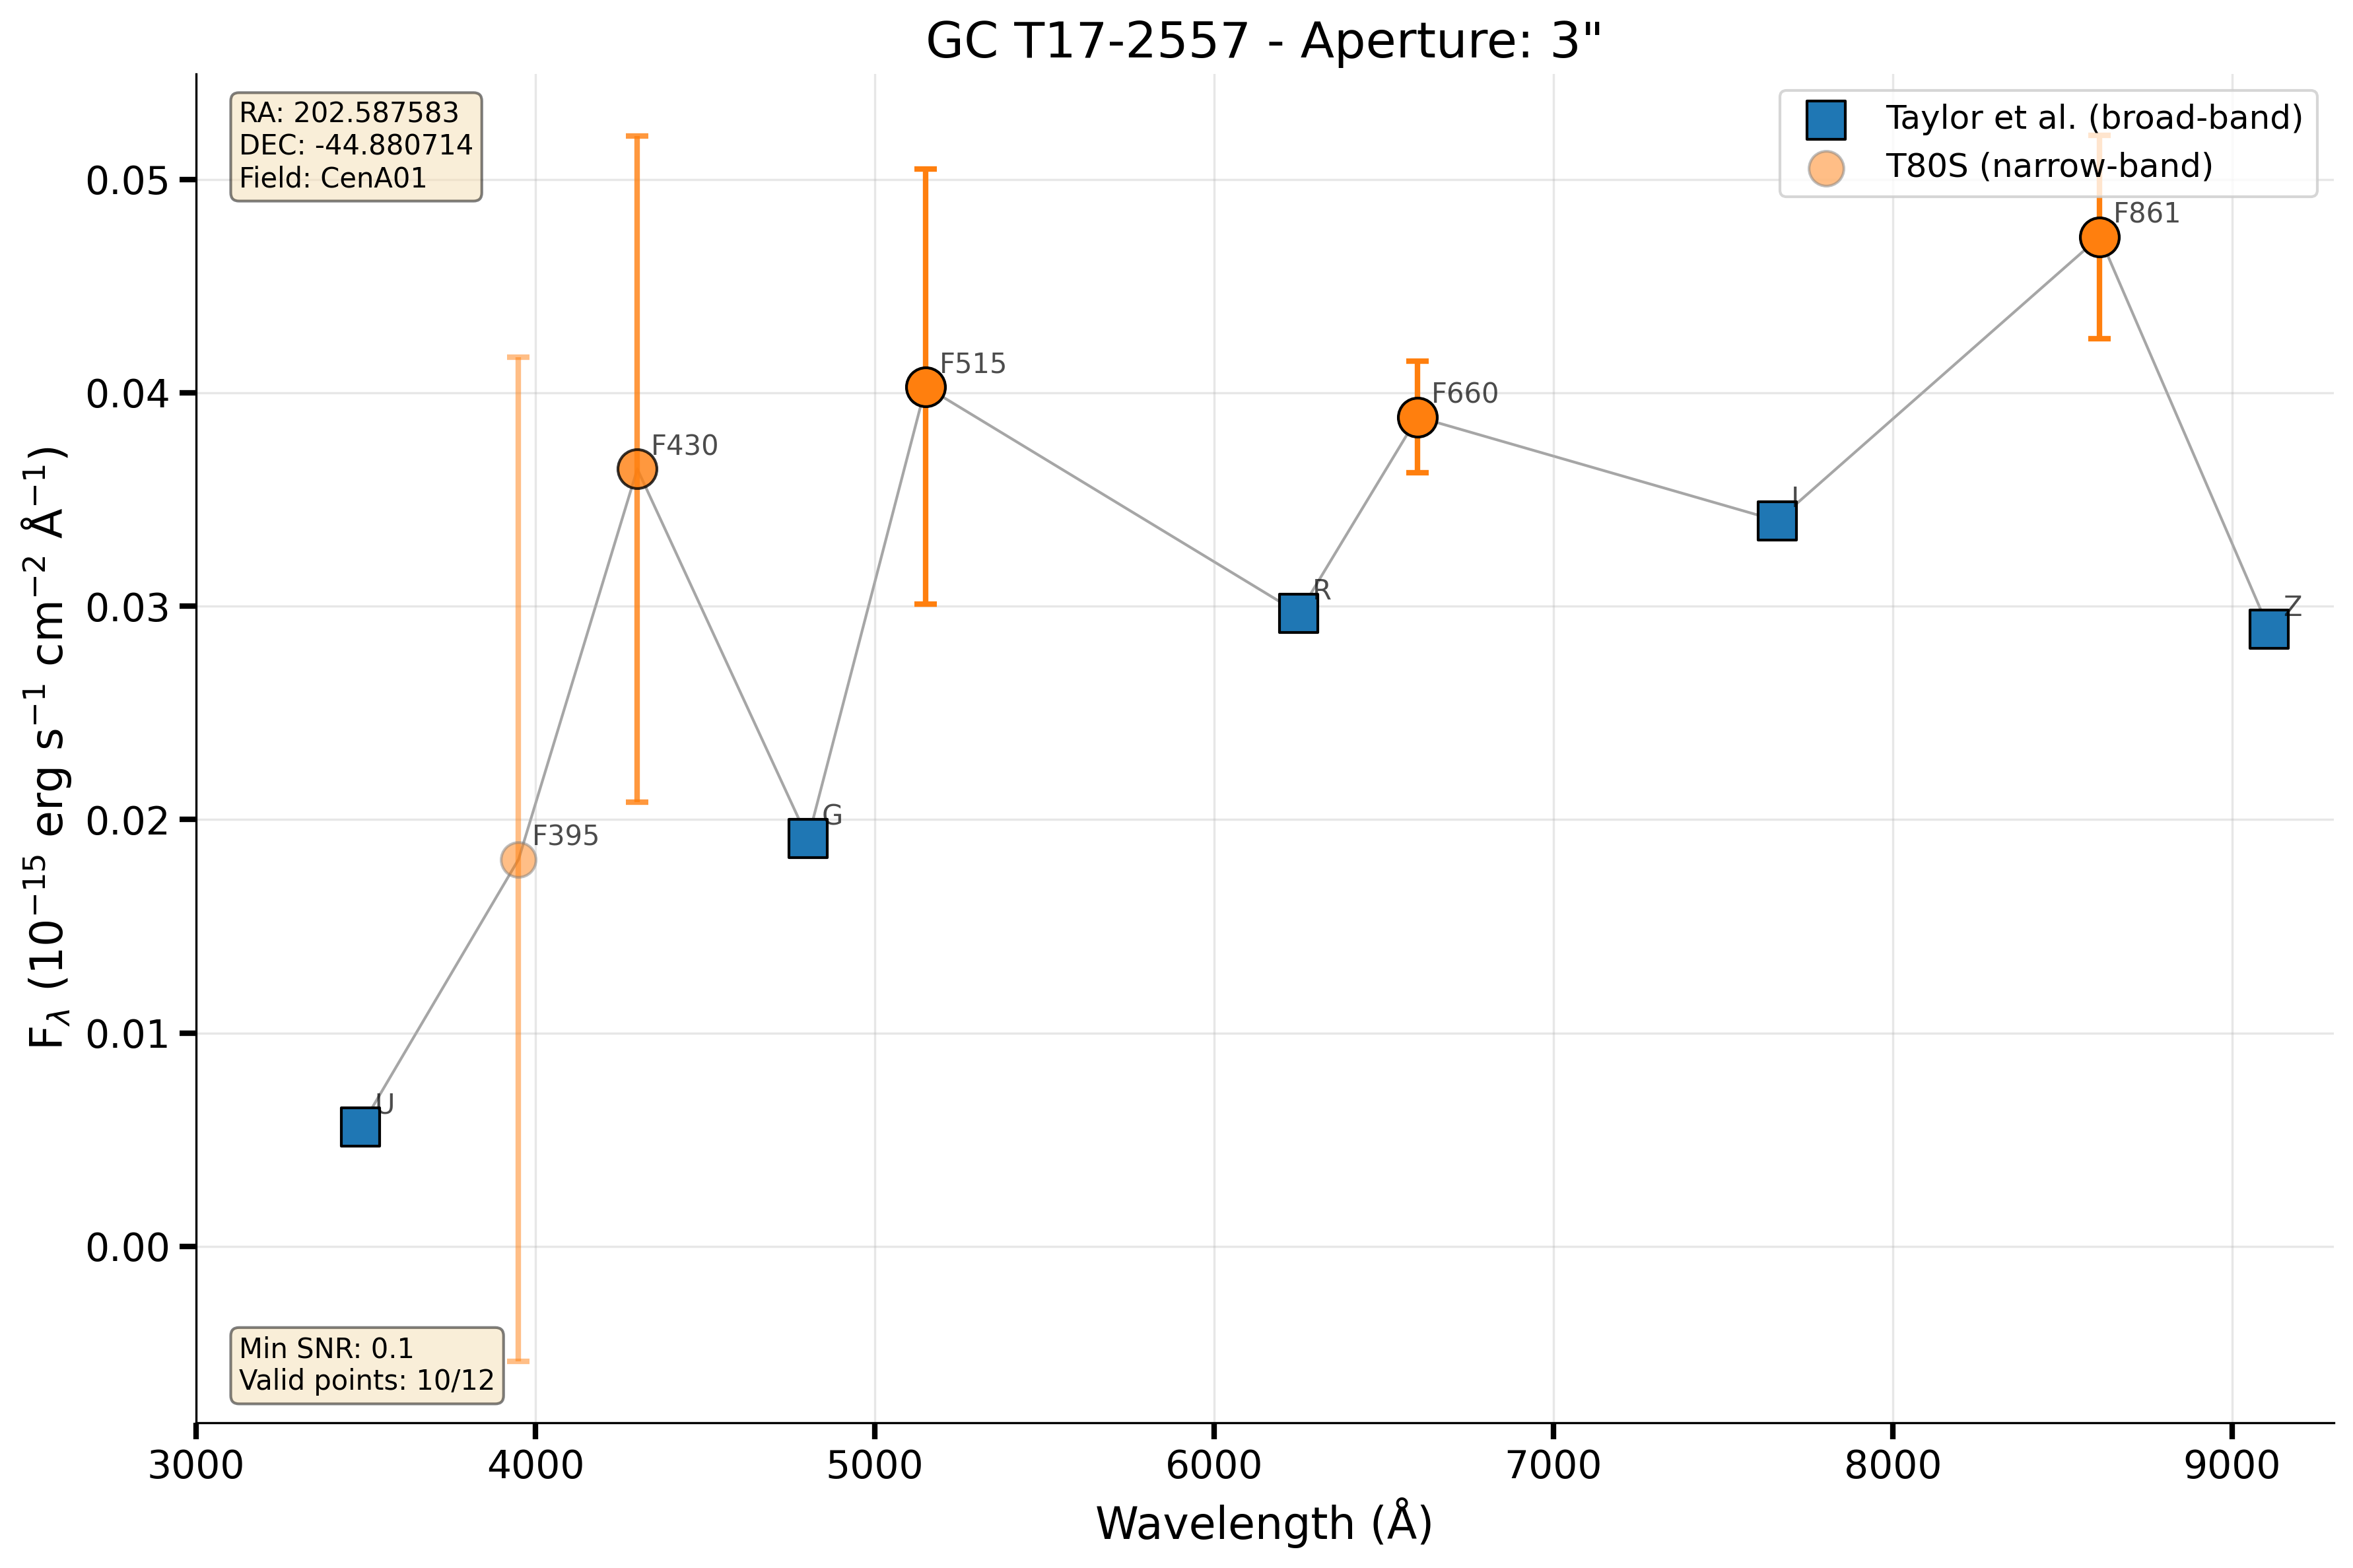 GC T17-2557 - Aperture: 3"
RA: 202.587583
DEC: -44.880714
Field: CenA01
Taylor et al. (broad-band)
T80S (narrow-band)
F861
F515
F660
F430
I
R
Z
G
F395
U
Min SNR: 0.1
Valid points: 10/12
0.05
0.04
0.03
0.02
0.01
0.00
F_λ (10⁻¹⁵ erg s⁻¹ cm⁻² Å⁻¹)
3000 4000 5000 6000 7000 8000 9000
Wavelength (Å)